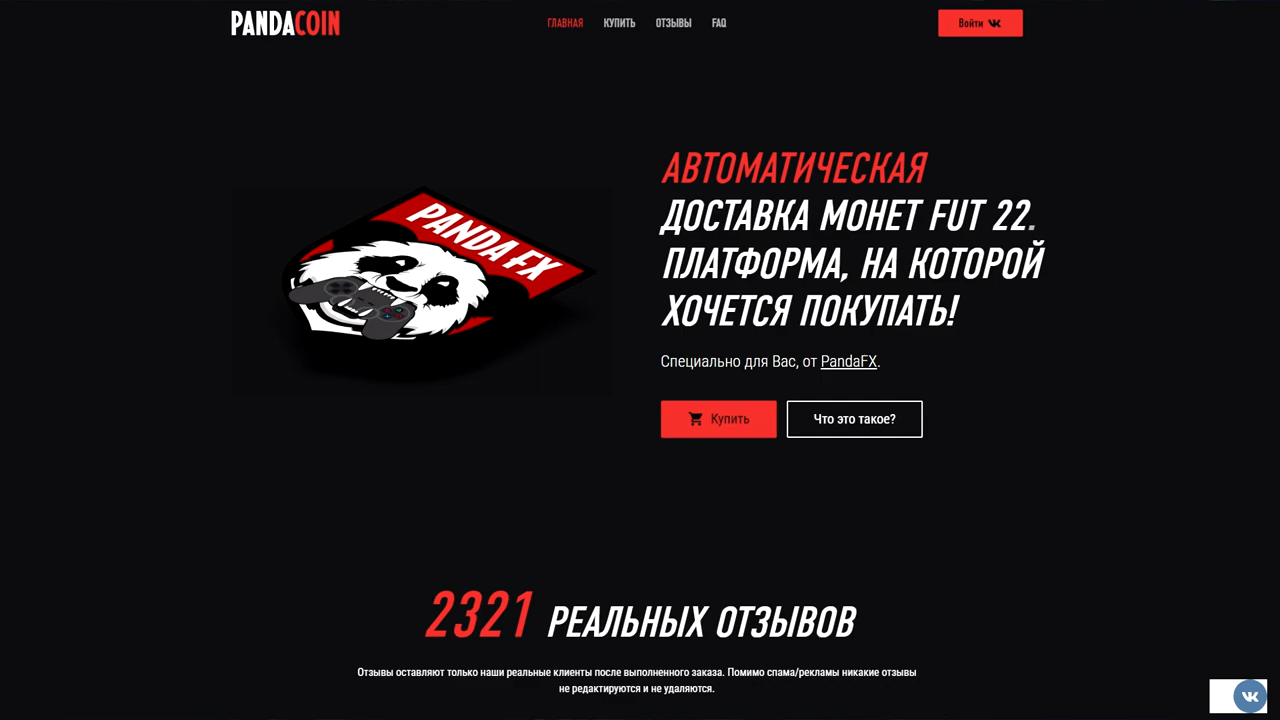 PANDACOIN
ГЛАВНАЯ
КУПИТЬ
ОТЗЫВЫ
FAQ
Войти
PANDA FX
АВТОМАТИЧЕСКАЯ
ДОСТАВКА МОНЕТ FUT 22.
ПЛАТФОРМА, НА КОТОРОЙ
ХОЧЕТСЯ ПОКУПАТЬ!
Специально для Вас, от PandaFX.
Купить
Что это такое?
2321 РЕАЛЬНЫХ ОТЗЫВОВ
Отзывы оставляют только наши реальные клиенты после выполненного заказа. Помимо спама/рекламы никакие отзывы
не редактируются и не удаляются.